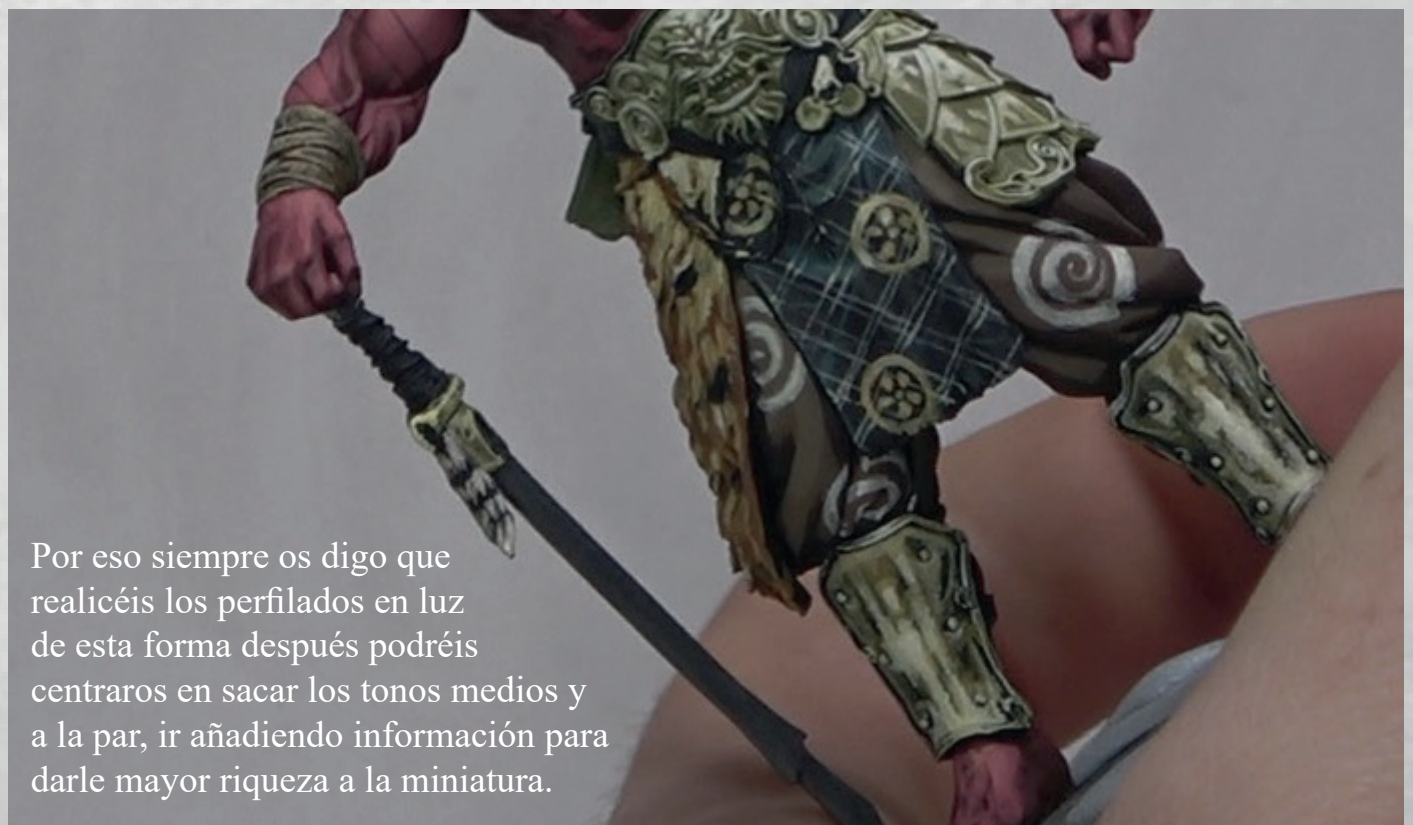 Por eso siempre os digo que
realicéis los perfilados en luz
de esta forma después podréis
centraros en sacar los tonos medios y
a la par, ir añadiendo información para
darle mayor riqueza a la miniatura.